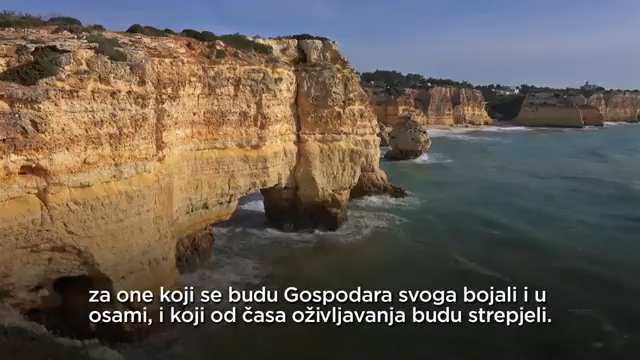 za one koji se budu Gospodara svoga bojali i u
osami, i koji od časa oživljavanja budu strepjeli.